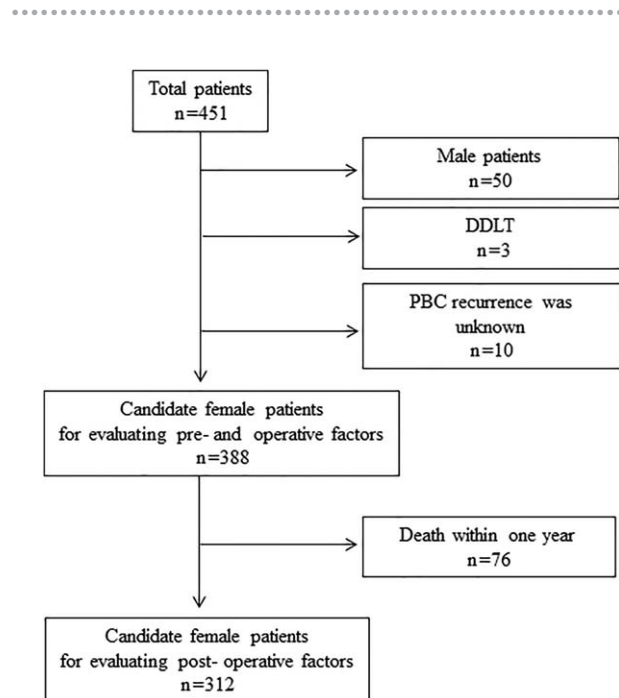 Total patients
n=451
Male patients
n=50
DDLT
n=3
PBC recurrence was
unknown
n=10
Candidate female patients
for evaluating pre- and operative factors
n=388
Death within one year
n=76
Candidate female patients
for evaluating post- operative factors
n=312